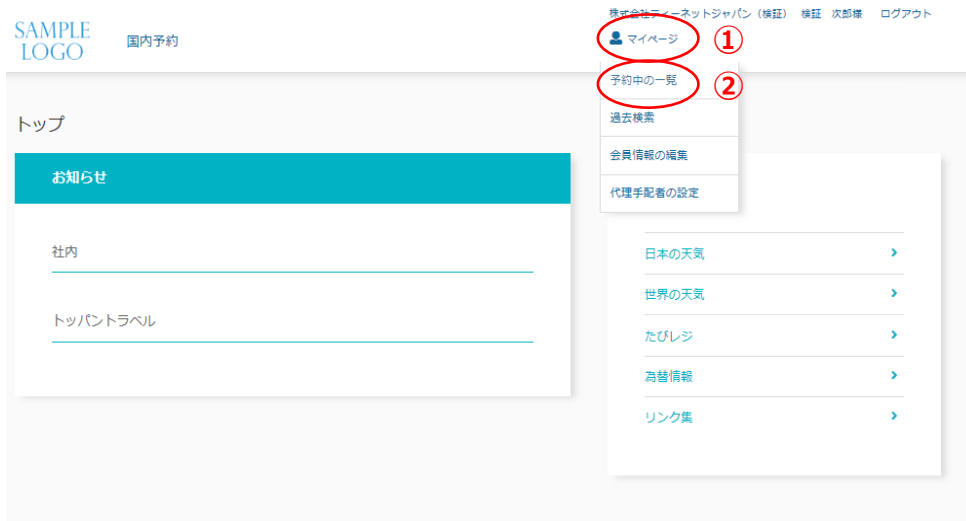 株式会社ティーネットジャパン（検証） 検証 次郎様 ログアウト
SAMPLE
LOGO
国内予約
マイページ
①
予約中の一覧
②
過去検索
会員情報の編集
代理手配者の設定
トップ
お知らせ
社内
トッパントラベル
日本の天気
世界の天気
たびレジ
為替情報
リンク集